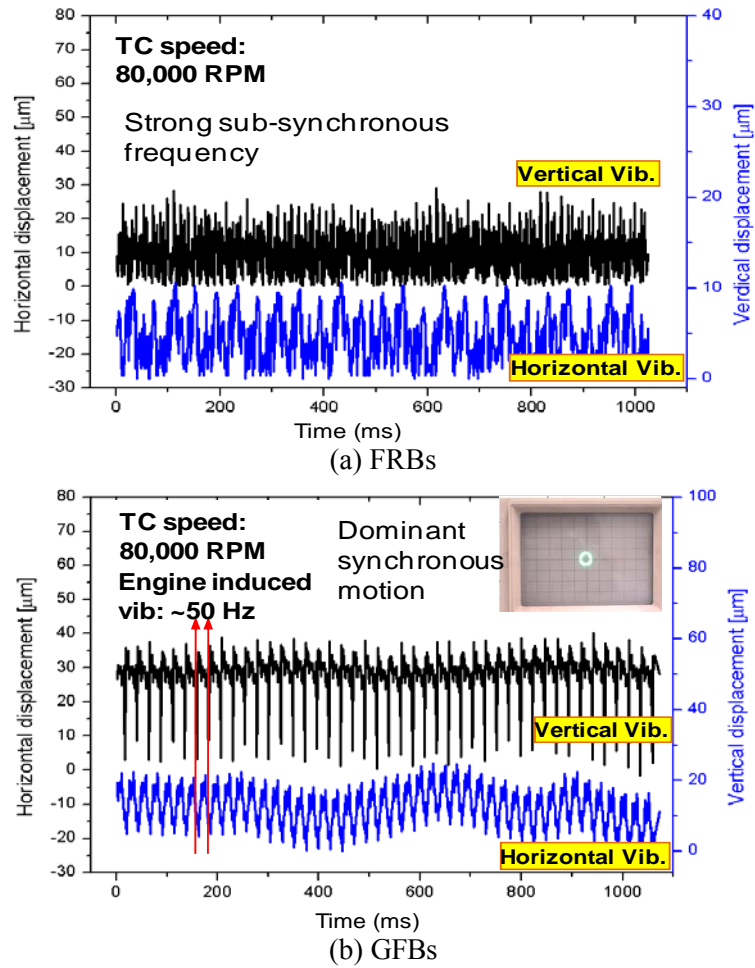 80
70
60
50
40
30
20
10
0
-10
-20
-30
Horizontal displacement [μm]
TC speed:
80,000 RPM
Strong sub-synchronous
frequency
Vertical Vib.
Horizontal Vib.
40
30
20
10
0
Verdical displacement [μm]
0 200 400 600 800 1000
Time (ms)
(a) FRBs
80
70
60
50
40
30
20
10
0
-10
-20
-30
Horizontal displacement [μm]
TC speed:
80,000 RPM
Engine induced
vib: ~50 Hz
Dominant
synchronous
motion
Vertical Vib.
Horizontal Vib.
100
80
60
40
20
0
Vertical displacement [μm]
0 200 400 600 800 1000
Time (ms)
(b) GFBs